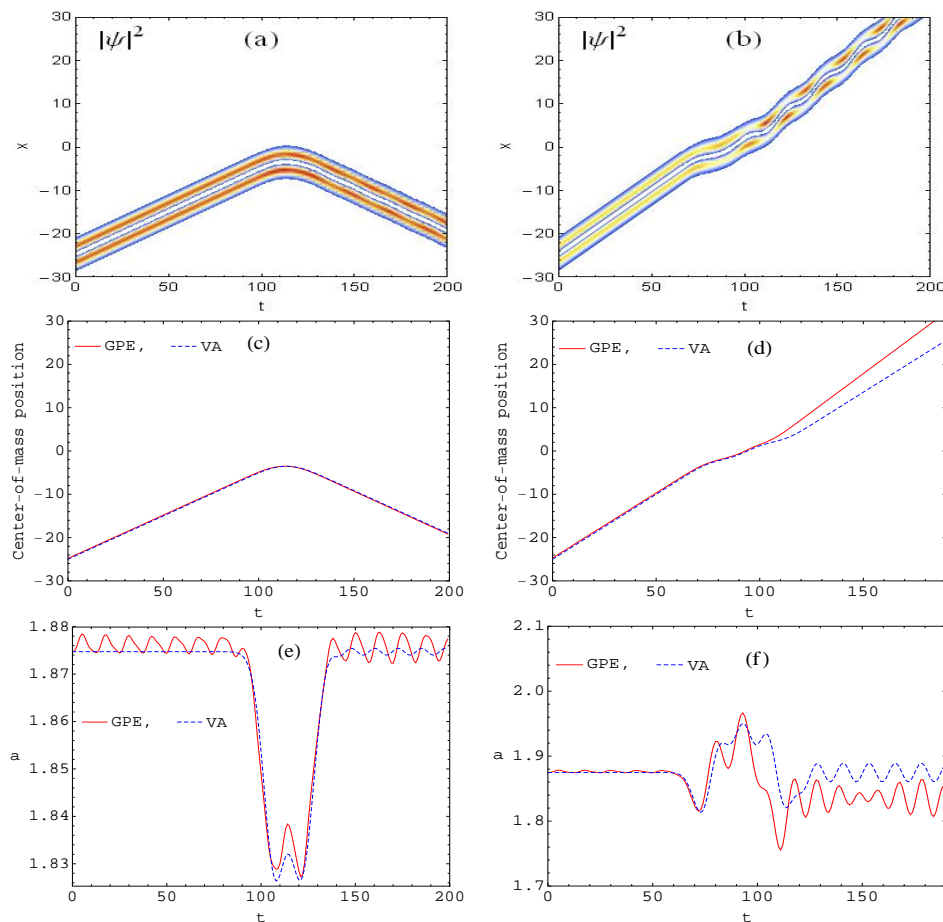 |ψ|² (a)
30
20
10
0
−10
−20
−30
χ
0 50 100 150 200
t
|ψ|² (b)
30
20
10
0
−10
−20
−30
χ
0 50 100 150 200
t
GPE, VA (c)
30
20
10
0
−10
−20
−30
Center-of-mass position
0 50 100 150 200
t
GPE, VA (d)
30
20
10
0
−10
−20
−30
Center-of-mass position
0 50 100 150
t
(e)
GPE, VA
1.88
1.87
1.86
1.85
1.84
1.83
a
0 50 100 150 200
t
GPE, VA (f)
2.1
2.0
1.9
1.8
1.7
a
0 50 100 150
t